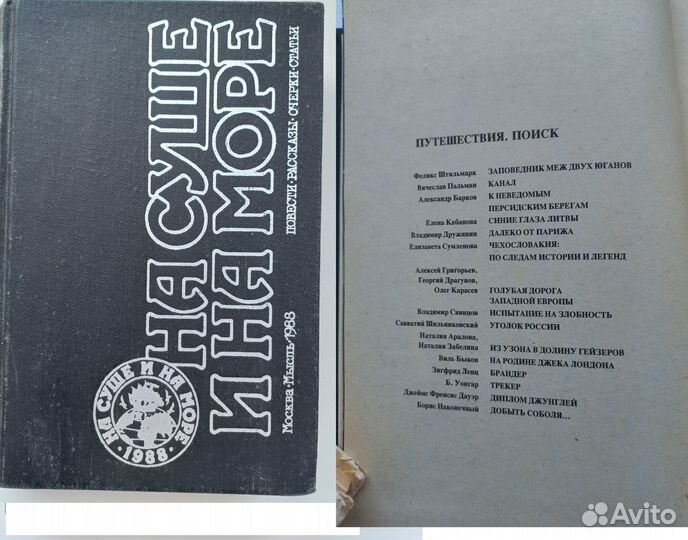 НА СУШЕ
И НА МОРЕ
ПОВЕСТИ·РАССКАЗЫ·ОЧЕРКИ·СТАТЬИ
Москва·Мысль·1988
НА СУШЕ И НА МОРЕ
·1988·
ПУТЕШЕСТВИЯ. ПОИСК
Феликс Штильмарк ЗАПОВЕДНИК МЕЖ ДВУХ ЮГАНОВ
Вячеслав Пальман КАНАЛ
Александр Барков К НЕВЕДОМЫМ
ПЕРСИДСКИМ БЕРЕГАМ
Елена Кабанова СИНИЕ ГЛАЗА ЛИТВЫ
Владимир Дружинин ДАЛЕКО ОТ ПАРИЖА
Елизавета Сумленова ЧЕХОСЛОВАКИЯ:
ПО СЛЕДАМ ИСТОРИИ И ЛЕГЕНД
Алексей Григорьев,
Георгий Драгунов,
Олег Карасев ГОЛУБАЯ ДОРОГА
ЗАПАДНОЙ ЕВРОПЫ
Владимир Свинцов ИСПЫТАНИЕ НА ЗЛОБНОСТЬ
Савватий Шильниковский УГОЛОК РОССИИ
Наталия Арадова,
Наталия Забелина ИЗ УЗОНА В ДОЛИНУ ГЕЙЗЕРОВ
Виль Быков НА РОДИНЕ ДЖЕКА ЛОНДОНА
Зигфрид Ленц БРАНДЕР
Б. Уонгар ТРЕКЕР
Джеймс Френсис Дауэр ДИПЛОМ ДЖУНГЛЕЙ
Борис Наконечный ДОБЫТЬ СОБОЛЯ...
Avito